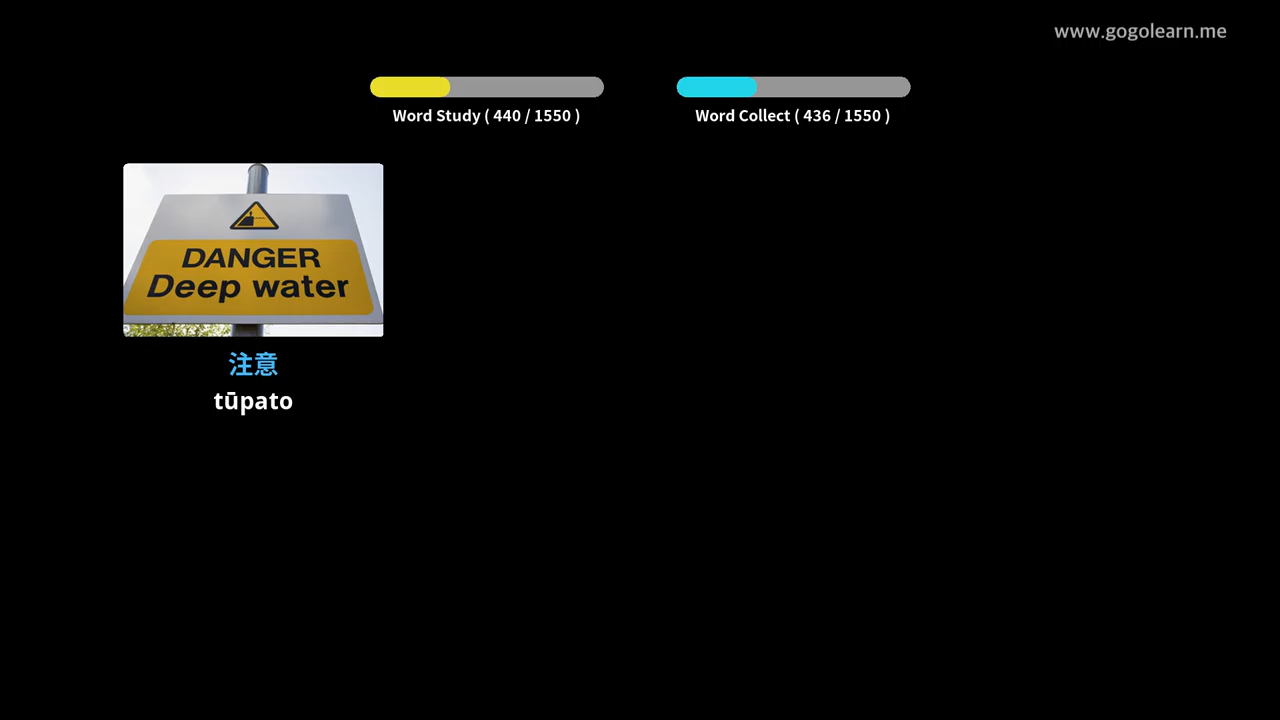 www.gogolearn.me
Word Study ( 440 / 1550 )
Word Collect ( 436 / 1550 )
DANGER
Deep water
注意
tūpato